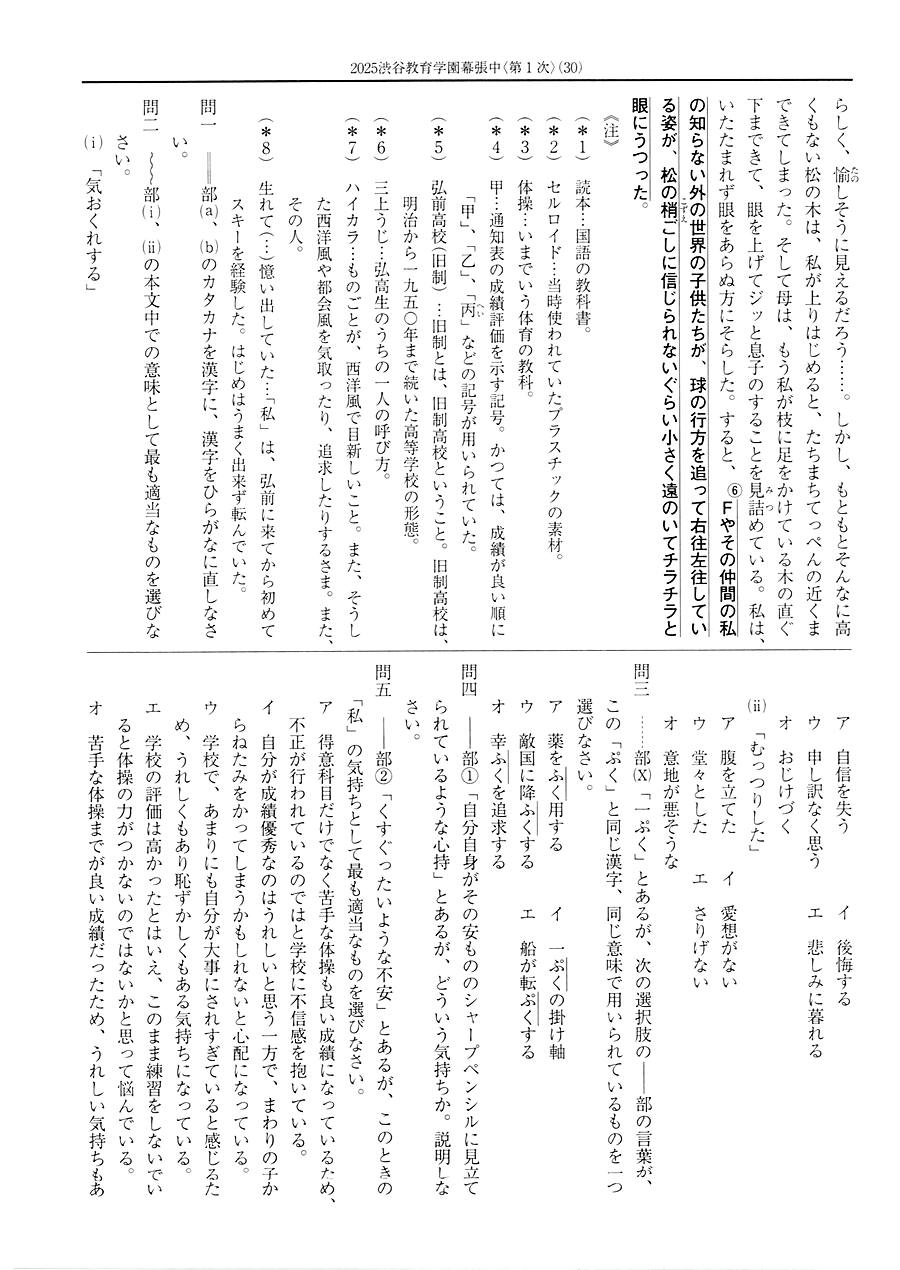 2025渋谷教育学園幕張中〈第1次〉(30)
らしく、愉しそうに見えるだろう……。しかし、もともとそんなに高
くもない松の木は、私が上りはじめると、たちまちてっぺんの近くま
できてしまった。そして母は、もう私が枝に足をかけている木の直ぐ
下まできて、眼を上げてジッと息子のすることを見詰めている。私は、
いたたまれず眼をあらぬ方にそらした。すると、⑥Fやその仲間の私
の知らない外の世界の子供たちが、球の行方を追って右往左往してい
る姿が、松の梢ごしに信じられないぐらい小さく遠のいてチラチラと
眼にうつった。
《注》
(＊1) 読本…国語の教科書。
(＊2) セルロイド…当時使われていたプラスチックの素材。
(＊3) 体操…いまでいう体育の教科。
(＊4) 甲…通知表の成績評価を示す記号。かつては、成績が良い順に
「甲」、「乙」、「丙」などの記号が用いられていた。
(＊5) 弘前高校(旧制)…旧制とは、旧制高校ということ。旧制高校は、
明治から一九五〇年まで続いた高等学校の形態。
(＊6) 三上うじ…弘高生のうちの一人の呼び方。
(＊7) ハイカラ…ものごとが、西洋風で目新しいこと。また、そうし
た西洋風や都会風を気取ったり、追求したりするさま。また、
その人。
(＊8) 生れて(…)憶い出していた…「私」は、弘前に来てから初めて
スキーを経験した。はじめはうまく出来ず転んでいた。
問一 ══部(a)、(b)のカタカナを漢字に、漢字をひらがなに直しなさ
い。
問二 〜〜部(i)、(ii)の本文中での意味として最も適当なものを選びな
さい。
(i) 「気おくれする」
ア 自信を失う イ 後悔する
ウ 申し訳なく思う エ 悲しみに暮れる
オ おじけづく
(ii) 「むっつりした」
ア 腹を立てた イ 愛想がない
ウ 堂々とした エ さりげない
オ 意地が悪そうな
問三 ……部(X)「一ぷく」とあるが、次の選択肢の――部の言葉が、
この「ぷく」と同じ漢字、同じ意味で用いられているものを一つ
選びなさい。
ア 薬をふく用する イ 一ぷくの掛け軸
ウ 敵国に降ふくする エ 船が転ぷくする
オ 幸ふくを追求する
問四 ――部①「自分自身がその安もののシャープペンシルに見立て
られているような心持」とあるが、どういう気持ちか。説明しな
さい。
問五 ――部②「くすぐったいような不安」とあるが、このときの
「私」の気持ちとして最も適当なものを選びなさい。
ア 得意科目だけでなく苦手な体操も良い成績になっているため、
不正が行われているのではと学校に不信感を抱いている。
イ 自分が成績優秀なのはうれしいと思う一方で、まわりの子か
らねたみをかってしまうかもしれないと心配になっている。
ウ 学校で、あまりにも自分が大事にされすぎていると感じるた
め、うれしくもあり恥ずかしくもある気持ちになっている。
エ 学校の評価は高かったとはいえ、このまま練習をしないでい
ると体操の力がつかないのではないかと思って悩んでいる。
オ 苦手な体操までが良い成績だったため、うれしい気持ちもあ